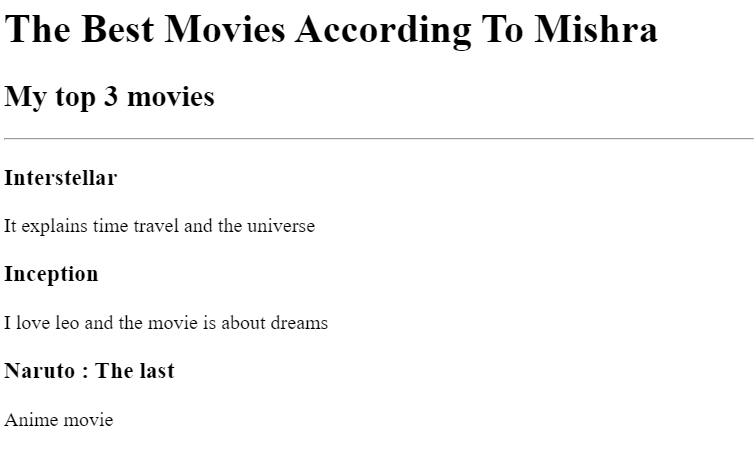 The Best Movies According To Mishra
My top 3 movies
Interstellar
It explains time travel and the universe
Inception
I love leo and the movie is about dreams
Naruto : The last
Anime movie